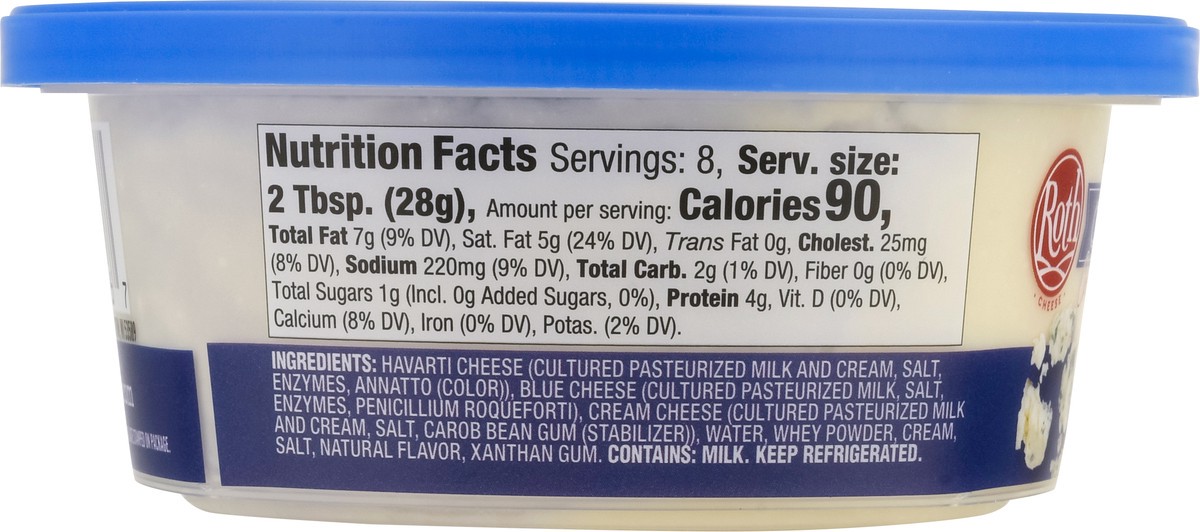 Nutrition Facts Servings: 8, Serv. size:
2 Tbsp. (28g), Amount per serving: Calories 90,
Total Fat 7g (9% DV), Sat. Fat 5g (24% DV), Trans Fat 0g, Cholest. 25mg
(8% DV), Sodium 220mg (9% DV), Total Carb. 2g (1% DV), Fiber 0g (0% DV),
Total Sugars 1g (Incl. 0g Added Sugars, 0%), Protein 4g, Vit. D (0% DV),
Calcium (8% DV), Iron (0% DV), Potas. (2% DV).
INGREDIENTS: HAVARTI CHEESE (CULTURED PASTEURIZED MILK AND CREAM, SALT,
ENZYMES, ANNATTO (COLOR)), BLUE CHEESE (CULTURED PASTEURIZED MILK, SALT,
ENZYMES, PENICILLIUM ROQUEFORTI), CREAM CHEESE (CULTURED PASTEURIZED MILK
AND CREAM, SALT, CAROB BEAN GUM (STABILIZER)), WATER, WHEY POWDER, CREAM,
SALT, NATURAL FLAVOR, XANTHAN GUM. CONTAINS: MILK. KEEP REFRIGERATED.
Roth
CHEESE
7
ON PACKAGE.